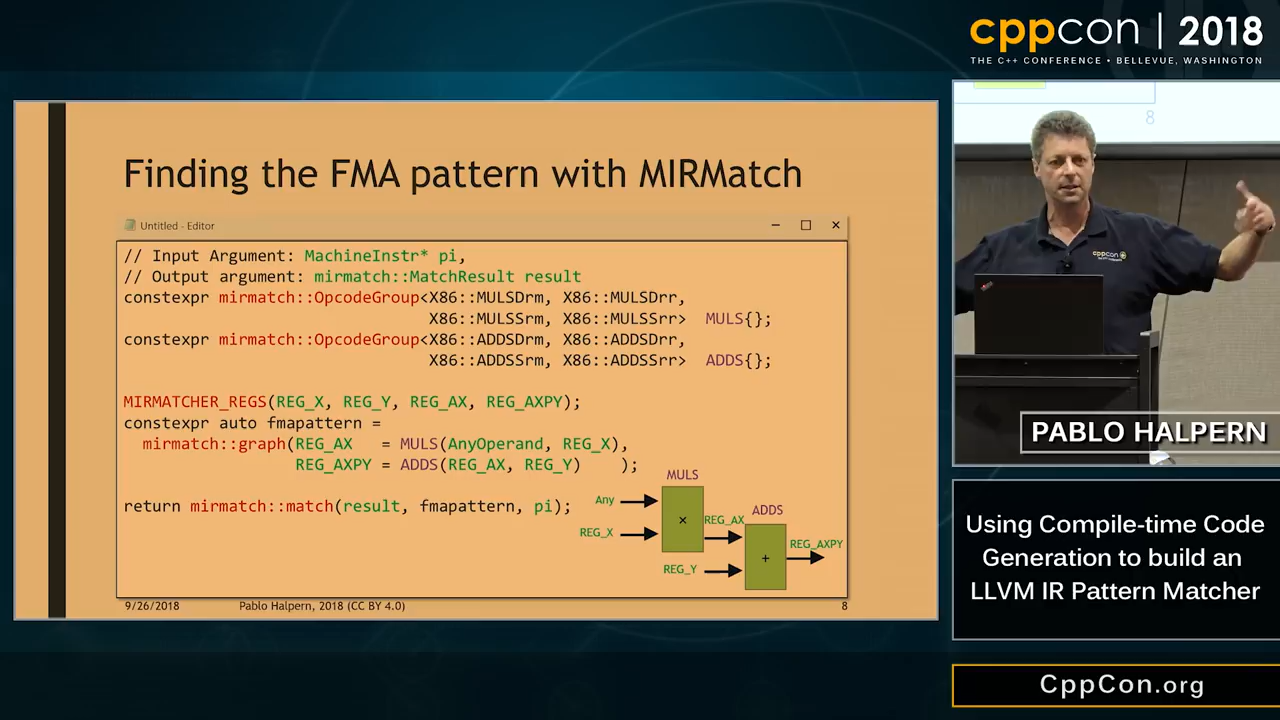 cppcon | 2018
THE C++ CONFERENCE • BELLEVUE, WASHINGTON
Finding the FMA pattern with MIRMatch
Untitled - Editor
// Input Argument: MachineInstr* pi,
// Output argument: mirmatch::MatchResult result
constexpr mirmatch::OpcodeGroup<X86::MULSDrm, X86::MULSDrr,
X86::MULSSrm, X86::MULSSrr> MULS{};
constexpr mirmatch::OpcodeGroup<X86::ADDSDrm, X86::ADDSDrr,
X86::ADDSSrm, X86::ADDSSrr> ADDS{};
MIRMATCHER_REGS(REG_X, REG_Y, REG_AX, REG_AXPY);
constexpr auto fmapattern =
mirmatch::graph(REG_AX = MULS(AnyOperand, REG_X),
REG_AXPY = ADDS(REG_AX, REG_Y) );
return mirmatch::match(result, fmapattern, pi);
MULS
Any
×
REG_X
REG_AX
ADDS
REG_Y
+
REG_AXPY
9/26/2018 Pablo Halpern, 2018 (CC BY 4.0) 8
8
cppcon
PABLO HALPERN
Using Compile-time Code
Generation to build an
LLVM IR Pattern Matcher
CppCon.org